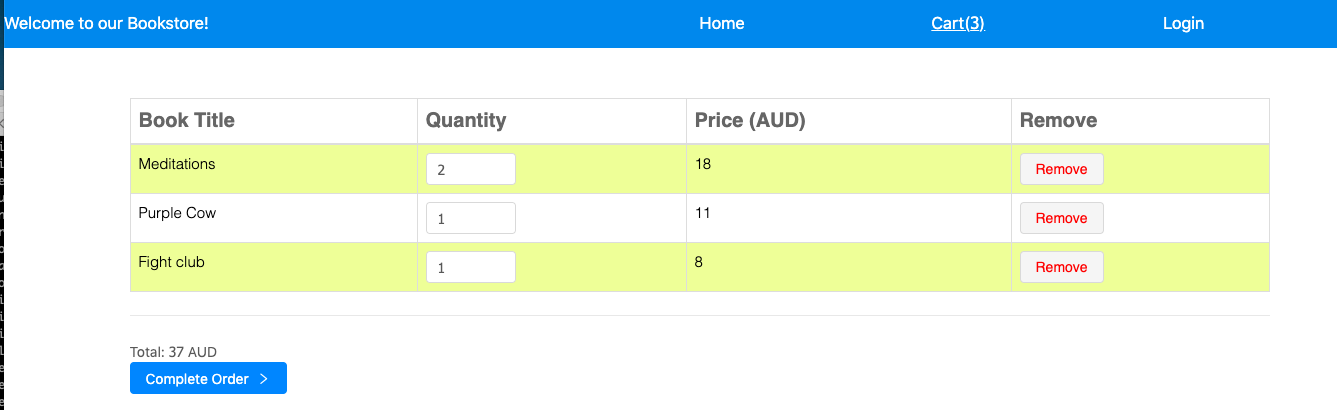 Welcome to our Bookstore! Home Cart(3) Login
Book Title Quantity Price (AUD) Remove
Meditations 2 18 Remove
Purple Cow 1 11 Remove
Fight club 1 8 Remove
Total: 37 AUD
Complete Order >